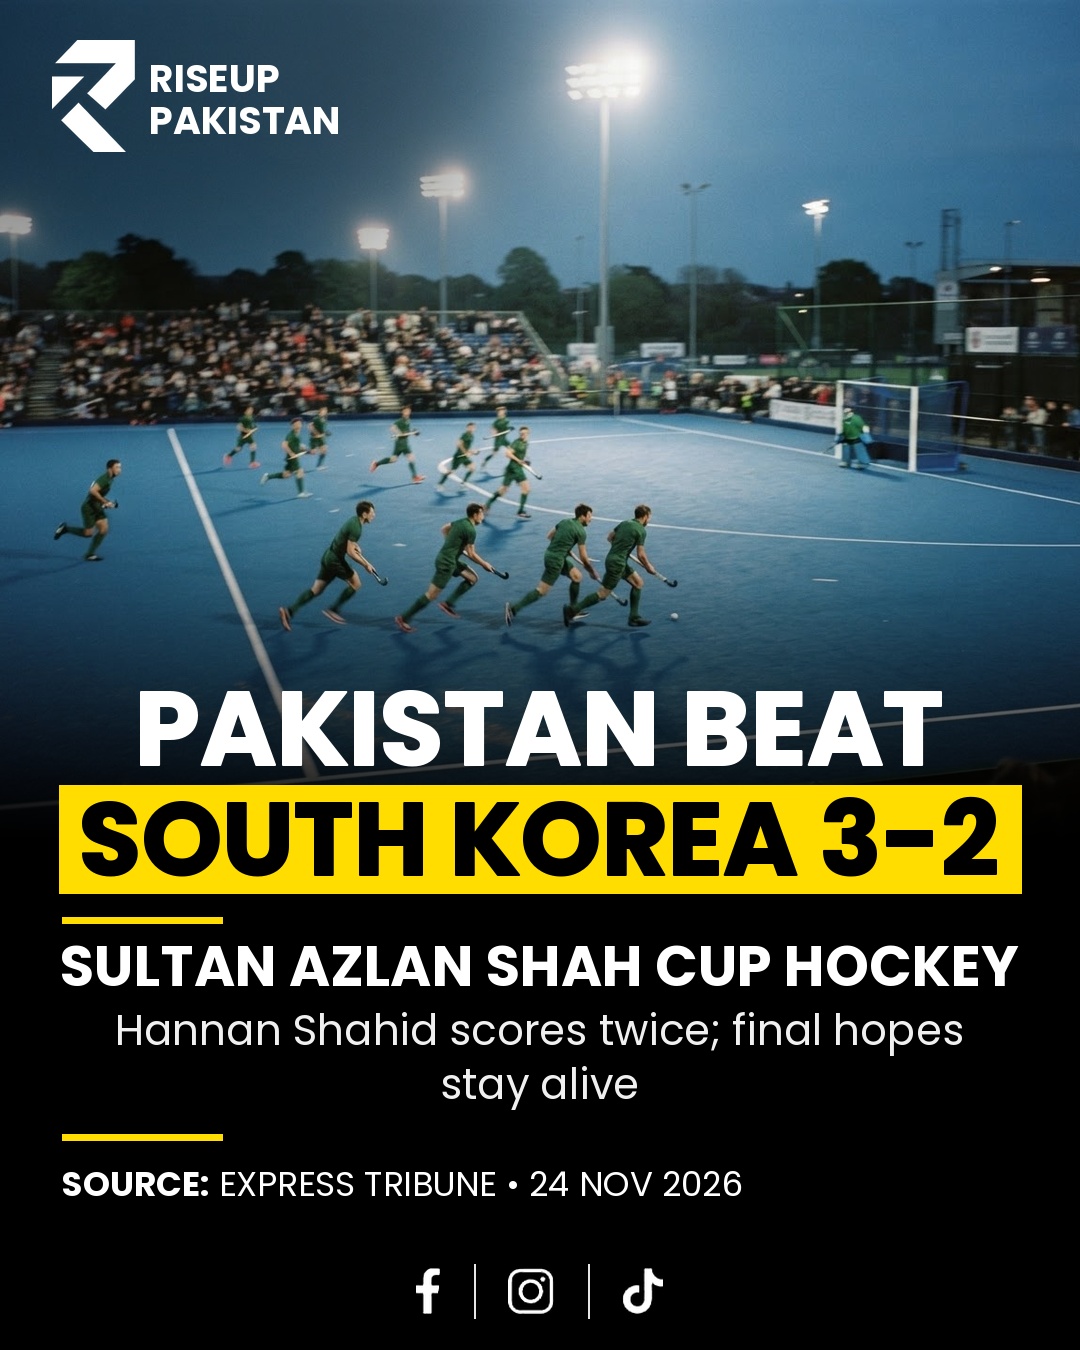 RISEUP
PAKISTAN
PAKISTAN BEAT
SOUTH KOREA 3–2
SULTAN AZLAN SHAH CUP HOCKEY
Hannan Shahid scores twice; final hopes
stay alive
SOURCE: EXPRESS TRIBUNE • 24 NOV 2026